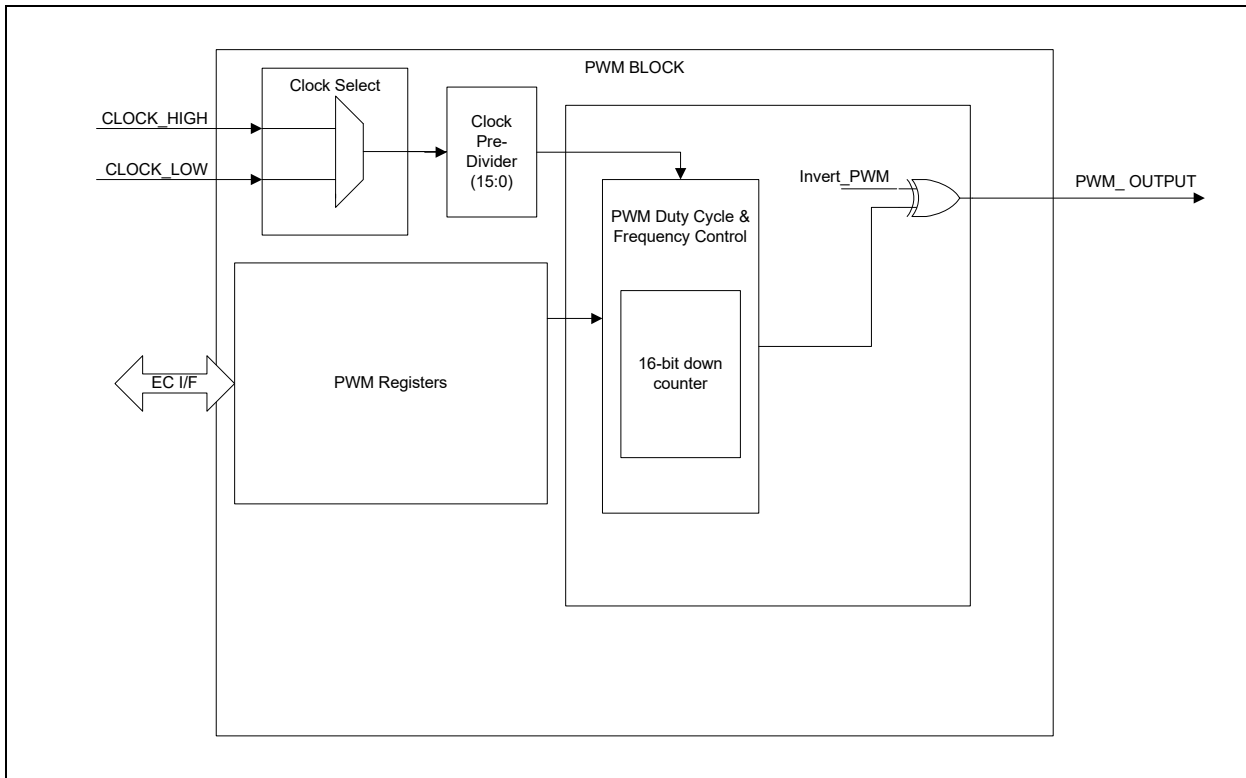 PWM BLOCK
Clock Select
CLOCK_HIGH
CLOCK_LOW
Clock
Pre-
Divider
(15:0)
Invert_PWM
PWM_ OUTPUT
PWM Duty Cycle &
Frequency Control
16-bit down
counter
EC I/F
PWM Registers